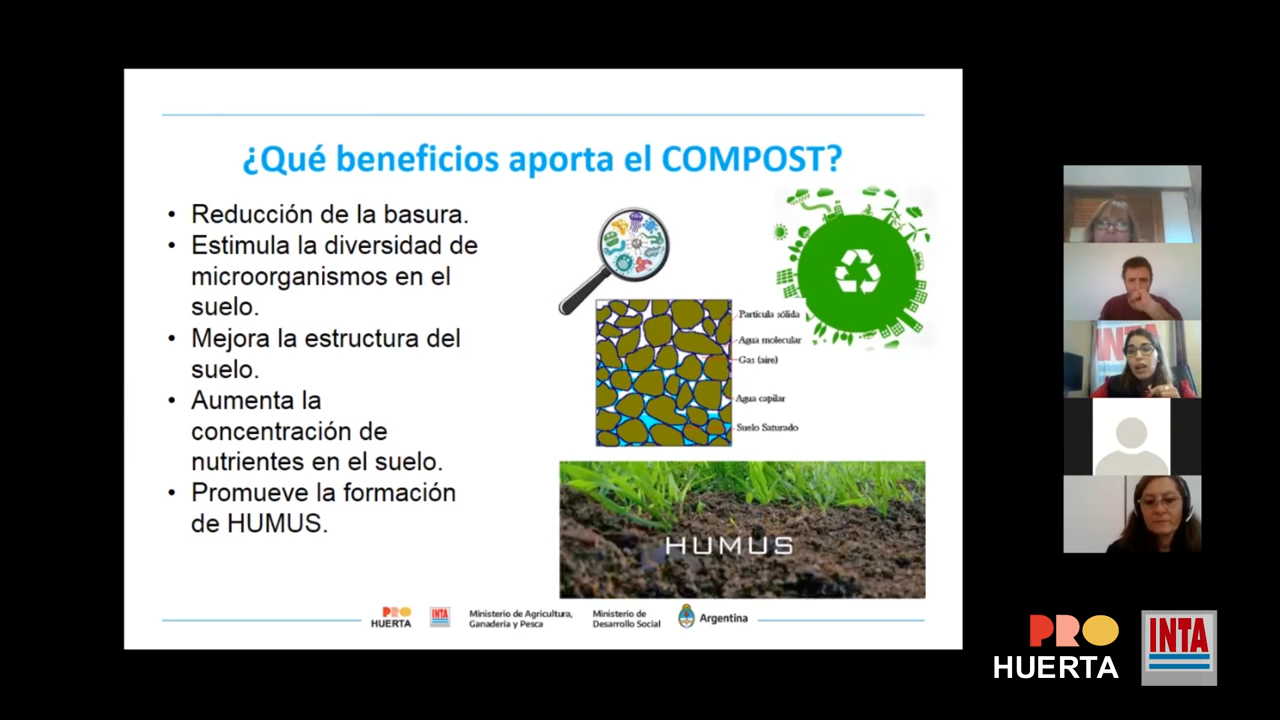 ¿Qué beneficios aporta el COMPOST?
• Reducción de la basura.
• Estimula la diversidad de
microorganismos en el
suelo.
• Mejora la estructura del
suelo.
• Aumenta la
concentración de
nutrientes en el suelo.
• Promueve la formación
de HUMUS.
Partícula sólida
Agua molecular
Gas (aire)
Agua capilar
Suelo Saturado
HUMUS
PRO
HUERTA
INTA
Ministerio de Agricultura,
Ganadería y Pesca
Ministerio de
Desarrollo Social
Argentina
INTA
PRO
HUERTA
INTA